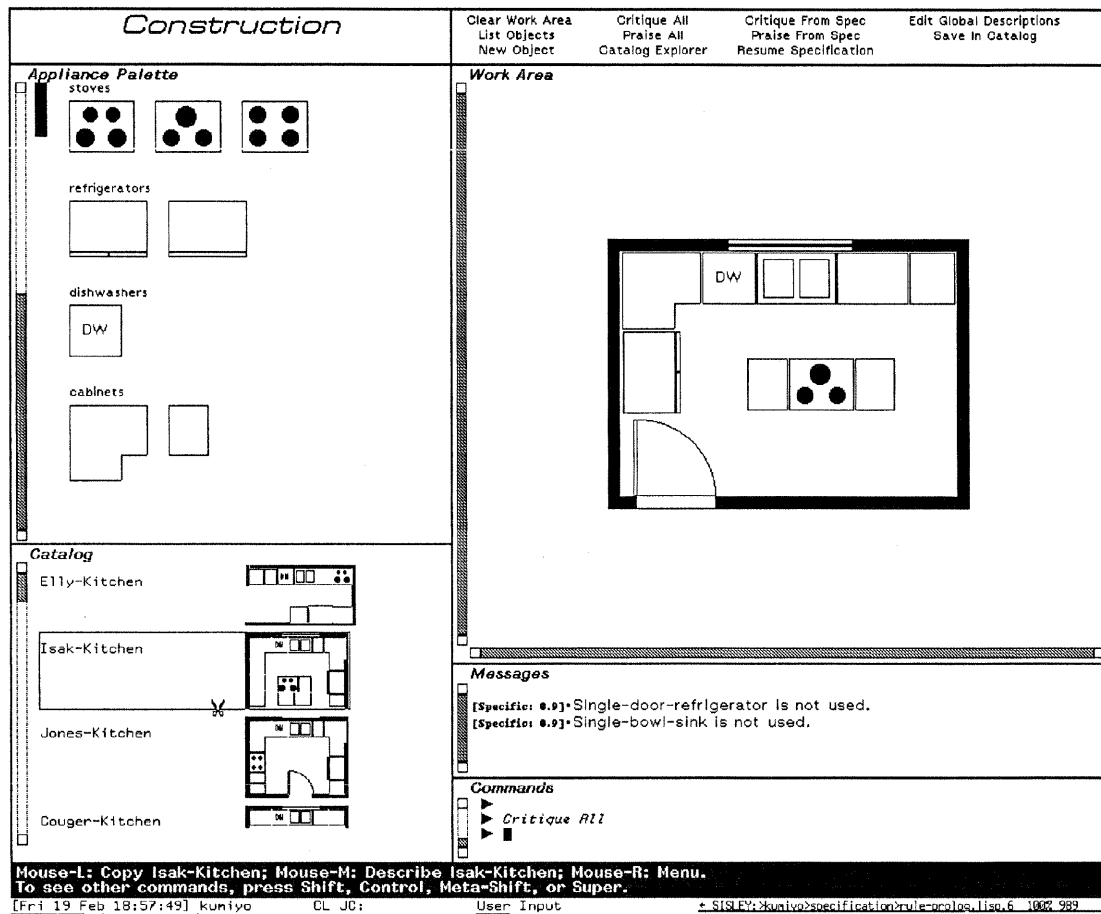 Construction
Clear Work Area
List Objects
New Object
Critique All
Praise All
Catalog Explorer
Critique From Spec
Praise From Spec
Resume Specification
Edit Global Descriptions
Save In Catalog
Appliance Palette
stoves
refrigerators
dishwashers
DW
cabinets
Work Area
DW
Catalog
Elly-Kitchen
Isak-Kitchen
Jones-Kitchen
Couger-Kitchen
Messages
[Specific: 0.9]•Single-door-refrigerator is not used.
[Specific: 0.9]•Single-bowl-sink is not used.
Commands
Critique All
Mouse-L: Copy Isak-Kitchen; Mouse-M: Describe Isak-Kitchen; Mouse-R: Menu.
To see other commands, press Shift, Control, Meta-Shift, or Super.
[Fri 19 Feb 18:57:49] kumiyo CL JC: User Input + SISLEY:>kumiyo>specification>rule-prolog.lisp.6 100% 989